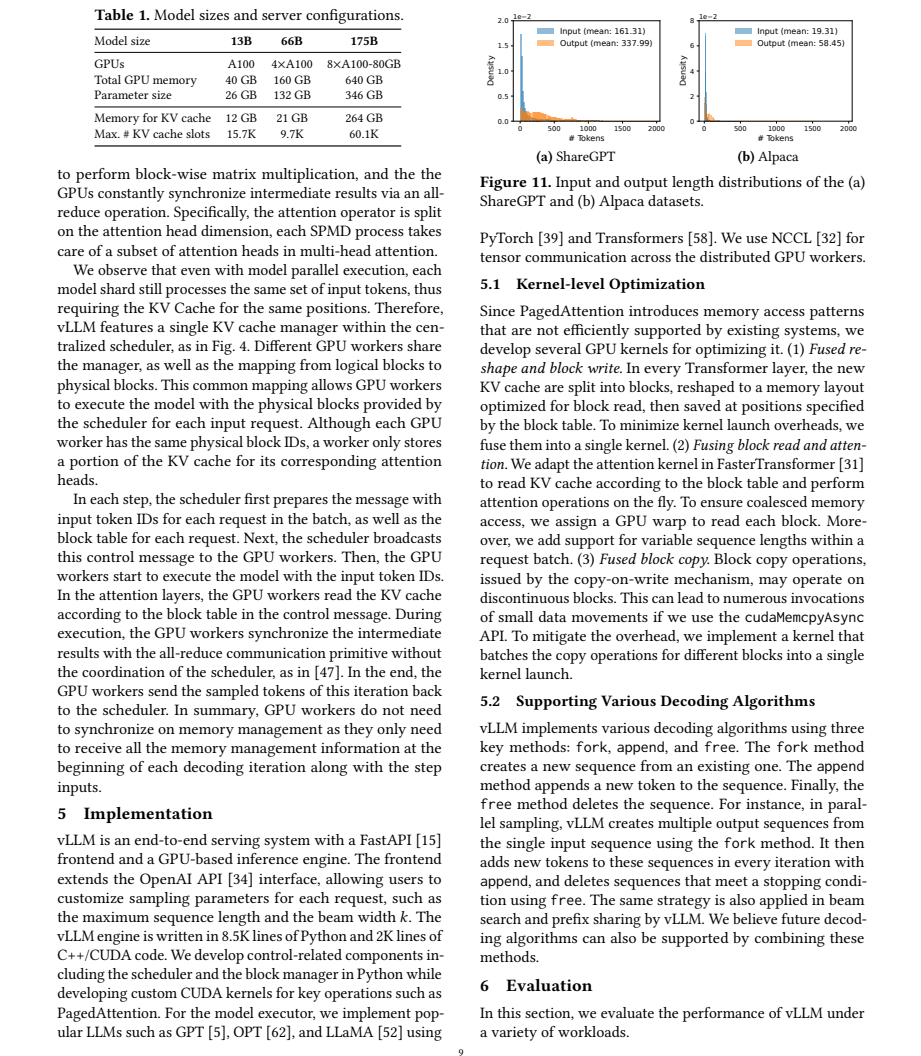 Table 1. Model sizes and server configurations.
Model size 13B 66B 175B
GPUs A100 4×A100 8×A100-80GB
Total GPU memory 40 GB 160 GB 640 GB
Parameter size 26 GB 132 GB 346 GB
Memory for KV cache 12 GB 21 GB 264 GB
Max. # KV cache slots 15.7K 9.7K 60.1K
to perform block-wise matrix multiplication, and the the
GPUs constantly synchronize intermediate results via an all-
reduce operation. Specifically, the attention operator is split
on the attention head dimension, each SPMD process takes
care of a subset of attention heads in multi-head attention.
We observe that even with model parallel execution, each
model shard still processes the same set of input tokens, thus
requiring the KV Cache for the same positions. Therefore,
vLLM features a single KV cache manager within the cen-
tralized scheduler, as in Fig. 4. Different GPU workers share
the manager, as well as the mapping from logical blocks to
physical blocks. This common mapping allows GPU workers
to execute the model with the physical blocks provided by
the scheduler for each input request. Although each GPU
worker has the same physical block IDs, a worker only stores
a portion of the KV cache for its corresponding attention
heads.
In each step, the scheduler first prepares the message with
input token IDs for each request in the batch, as well as the
block table for each request. Next, the scheduler broadcasts
this control message to the GPU workers. Then, the GPU
workers start to execute the model with the input token IDs.
In the attention layers, the GPU workers read the KV cache
according to the block table in the control message. During
execution, the GPU workers synchronize the intermediate
results with the all-reduce communication primitive without
the coordination of the scheduler, as in [47]. In the end, the
GPU workers send the sampled tokens of this iteration back
to the scheduler. In summary, GPU workers do not need
to synchronize on memory management as they only need
to receive all the memory management information at the
beginning of each decoding iteration along with the step
inputs.
5 Implementation
vLLM is an end-to-end serving system with a FastAPI [15]
frontend and a GPU-based inference engine. The frontend
extends the OpenAI API [34] interface, allowing users to
customize sampling parameters for each request, such as
the maximum sequence length and the beam width k. The
vLLM engine is written in 8.5K lines of Python and 2K lines of
C++/CUDA code. We develop control-related components in-
cluding the scheduler and the block manager in Python while
developing custom CUDA kernels for key operations such as
PagedAttention. For the model executor, we implement pop-
ular LLMs such as GPT [5], OPT [62], and LLaMA [52] using
1e−2
2.0
1.5
1.0
0.5
0.0
Density
Input (mean: 161.31)
Output (mean: 337.99)
0 500 1000 1500 2000
# Tokens
(a) ShareGPT
1e−2
8
6
4
2
0
Density
Input (mean: 19.31)
Output (mean: 58.45)
0 500 1000 1500 2000
# Tokens
(b) Alpaca
Figure 11. Input and output length distributions of the (a)
ShareGPT and (b) Alpaca datasets.
PyTorch [39] and Transformers [58]. We use NCCL [32] for
tensor communication across the distributed GPU workers.
5.1 Kernel-level Optimization
Since PagedAttention introduces memory access patterns
that are not efficiently supported by existing systems, we
develop several GPU kernels for optimizing it. (1) Fused re-
shape and block write. In every Transformer layer, the new
KV cache are split into blocks, reshaped to a memory layout
optimized for block read, then saved at positions specified
by the block table. To minimize kernel launch overheads, we
fuse them into a single kernel. (2) Fusing block read and atten-
tion. We adapt the attention kernel in FasterTransformer [31]
to read KV cache according to the block table and perform
attention operations on the fly. To ensure coalesced memory
access, we assign a GPU warp to read each block. More-
over, we add support for variable sequence lengths within a
request batch. (3) Fused block copy. Block copy operations,
issued by the copy-on-write mechanism, may operate on
discontinuous blocks. This can lead to numerous invocations
of small data movements if we use the cudaMemcpyAsync
API. To mitigate the overhead, we implement a kernel that
batches the copy operations for different blocks into a single
kernel launch.
5.2 Supporting Various Decoding Algorithms
vLLM implements various decoding algorithms using three
key methods: fork, append, and free. The fork method
creates a new sequence from an existing one. The append
method appends a new token to the sequence. Finally, the
free method deletes the sequence. For instance, in paral-
lel sampling, vLLM creates multiple output sequences from
the single input sequence using the fork method. It then
adds new tokens to these sequences in every iteration with
append, and deletes sequences that meet a stopping condi-
tion using free. The same strategy is also applied in beam
search and prefix sharing by vLLM. We believe future decod-
ing algorithms can also be supported by combining these
methods.
6 Evaluation
In this section, we evaluate the performance of vLLM under
a variety of workloads.
9